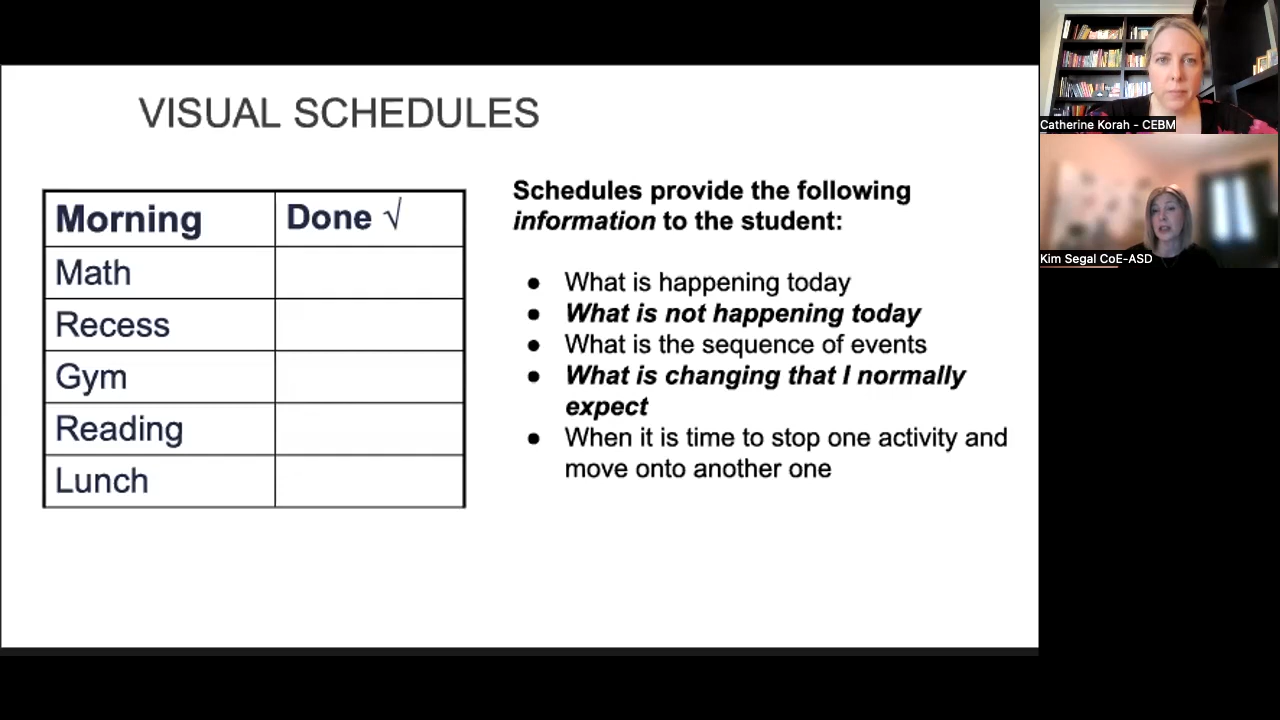 VISUAL SCHEDULES
Morning Done √
Math
Recess
Gym
Reading
Lunch
Schedules provide the following
information to the student:
● What is happening today
● What is not happening today
● What is the sequence of events
● What is changing that I normally
expect
● When it is time to stop one activity and
move onto another one
Catherine Korah - CEBM
Kim Segal CoE-ASD